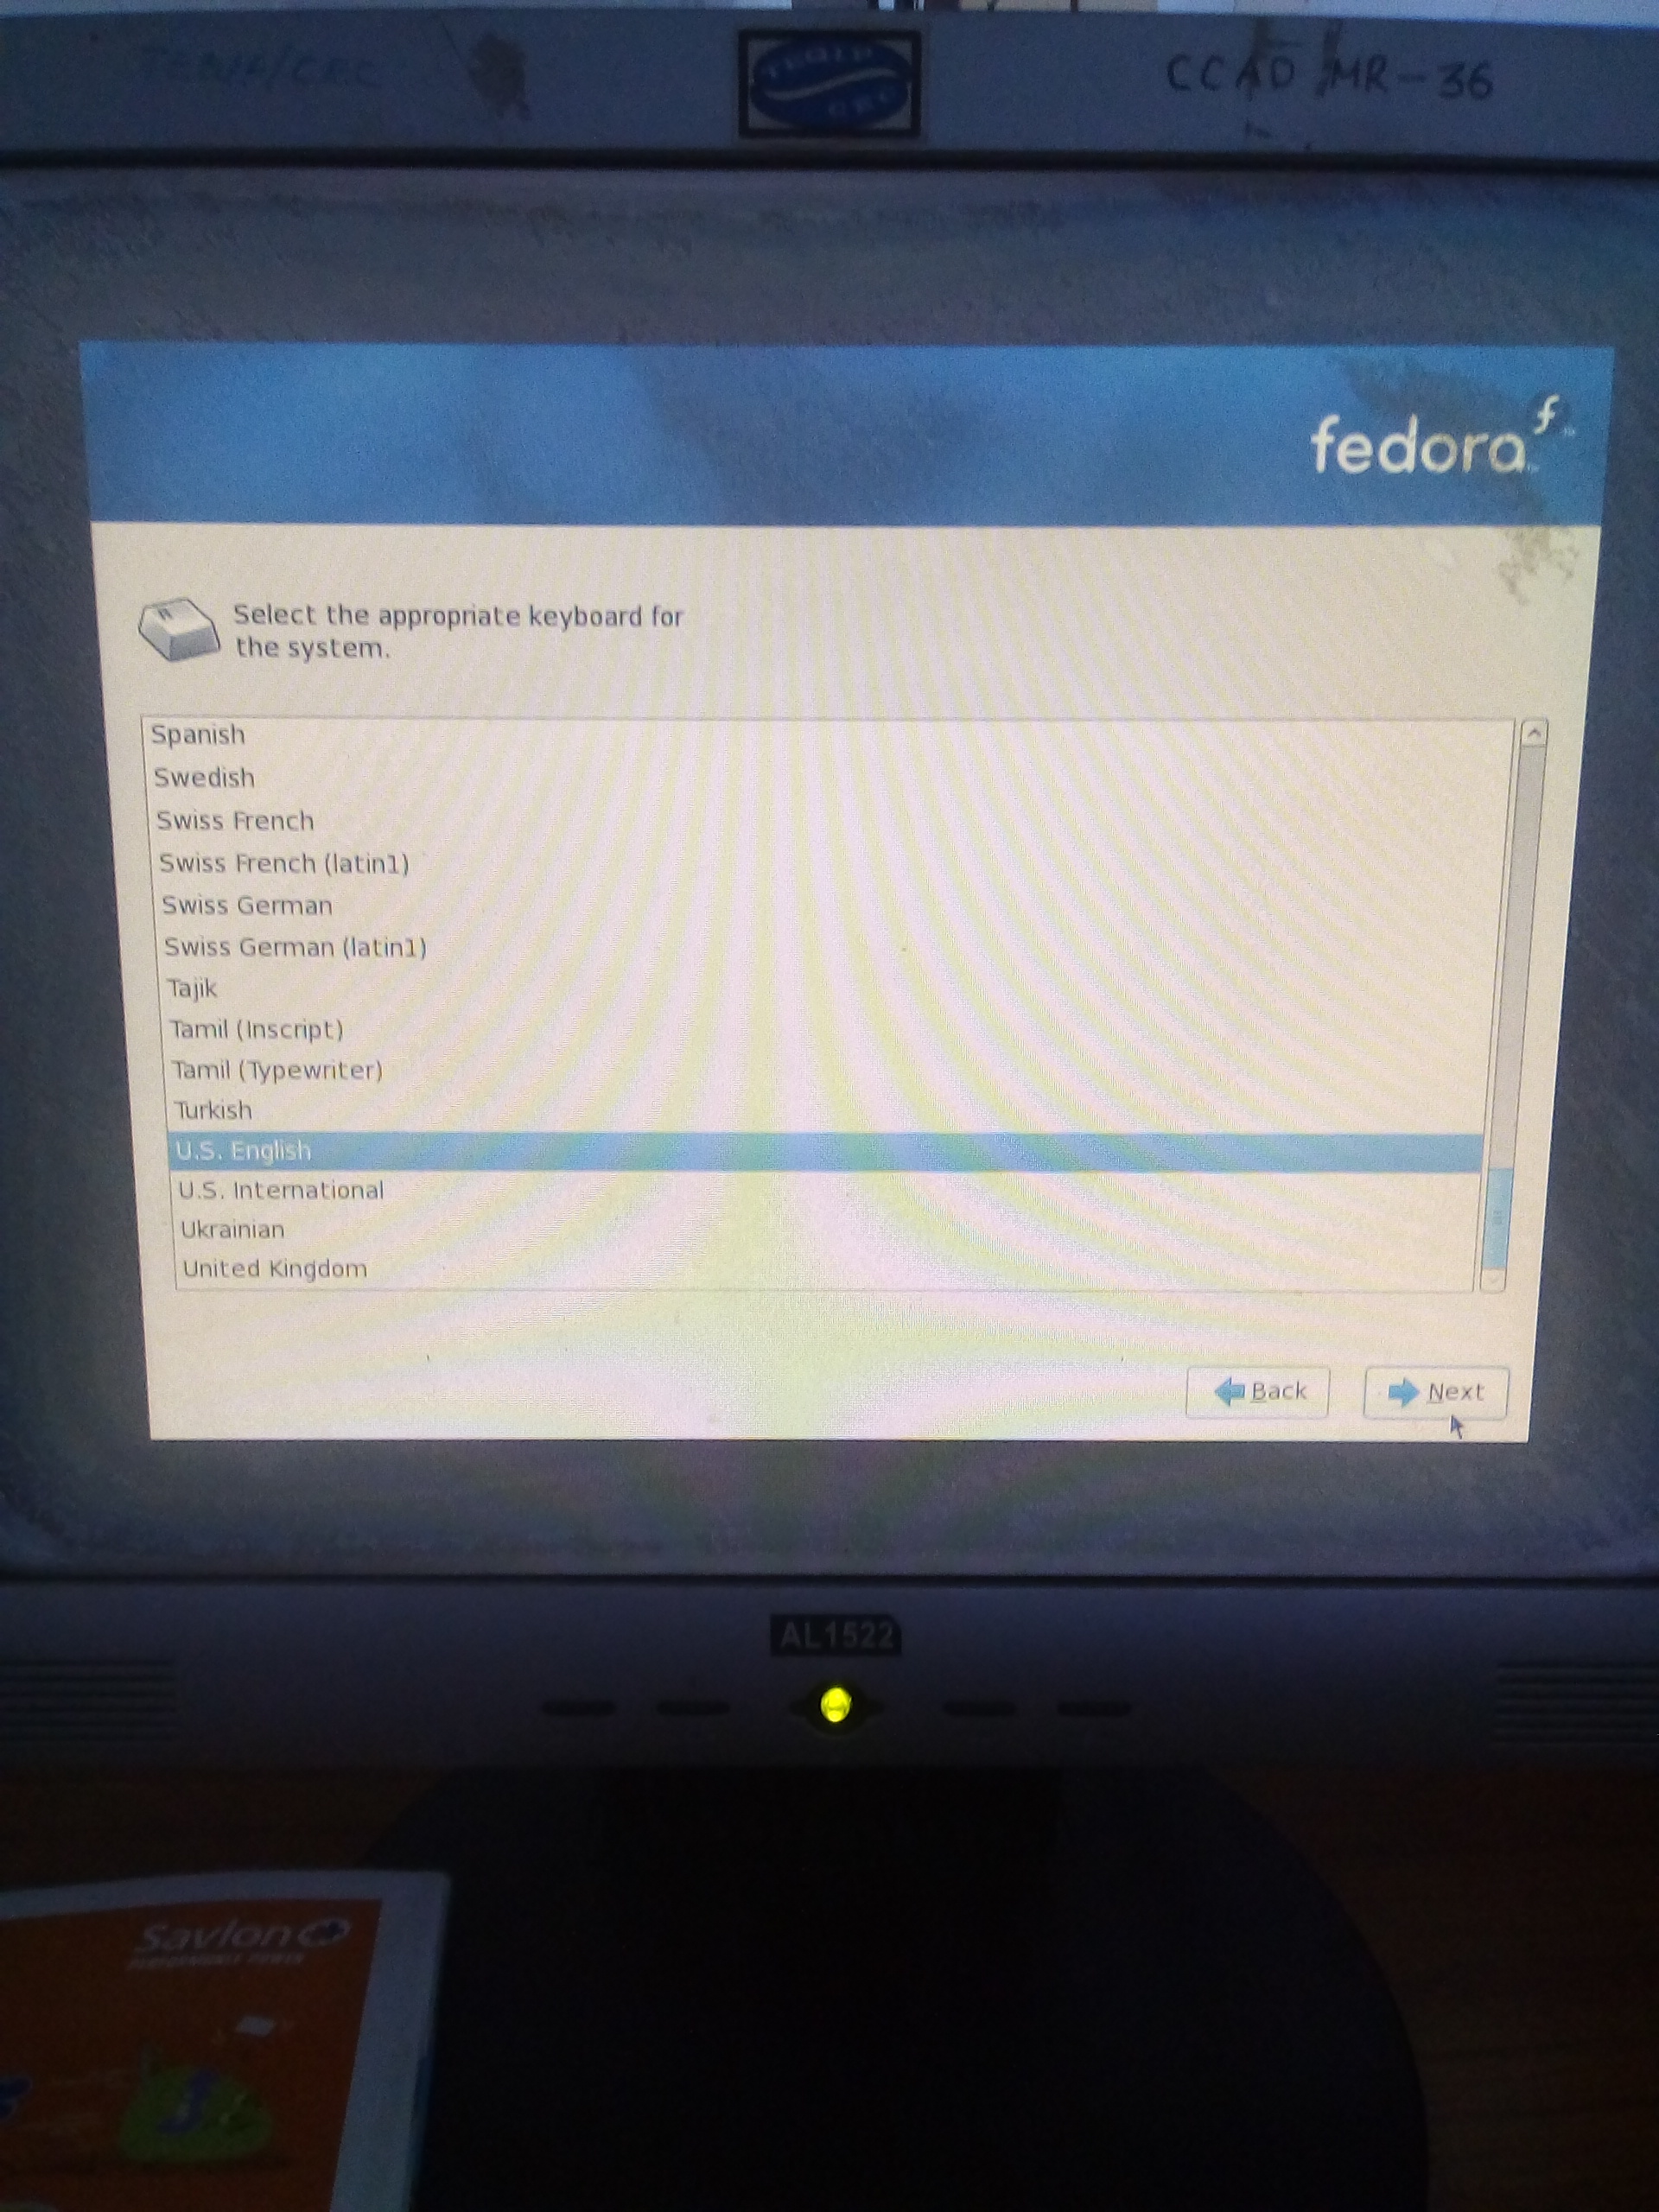 CCAD MR-36
fedora f
Select the appropriate keyboard for
the system.
Spanish
Swedish
Swiss French
Swiss French (latin1)
Swiss German
Swiss German (latin1)
Tajik
Tamil (Inscript)
Tamil (Typewriter)
Turkish
U.S. English
U.S. International
Ukrainian
United Kingdom
Back
Next
AL1522
Savlon
J